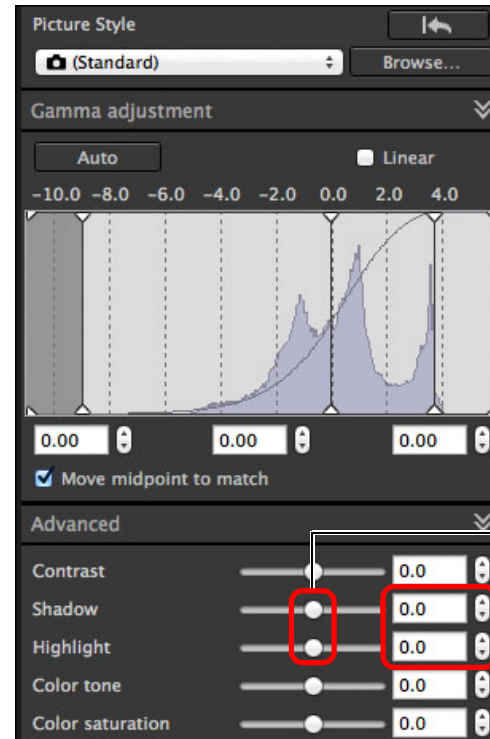 Picture Style
(Standard) Browse...
Gamma adjustment
Auto Linear
-10.0 -8.0 -6.0 -4.0 -2.0 0.0 2.0 4.0
0.00 0.00 0.00
Move midpoint to match
Advanced
Contrast 0.0
Shadow 0.0
Highlight 0.0
Color tone 0.0
Color saturation 0.0